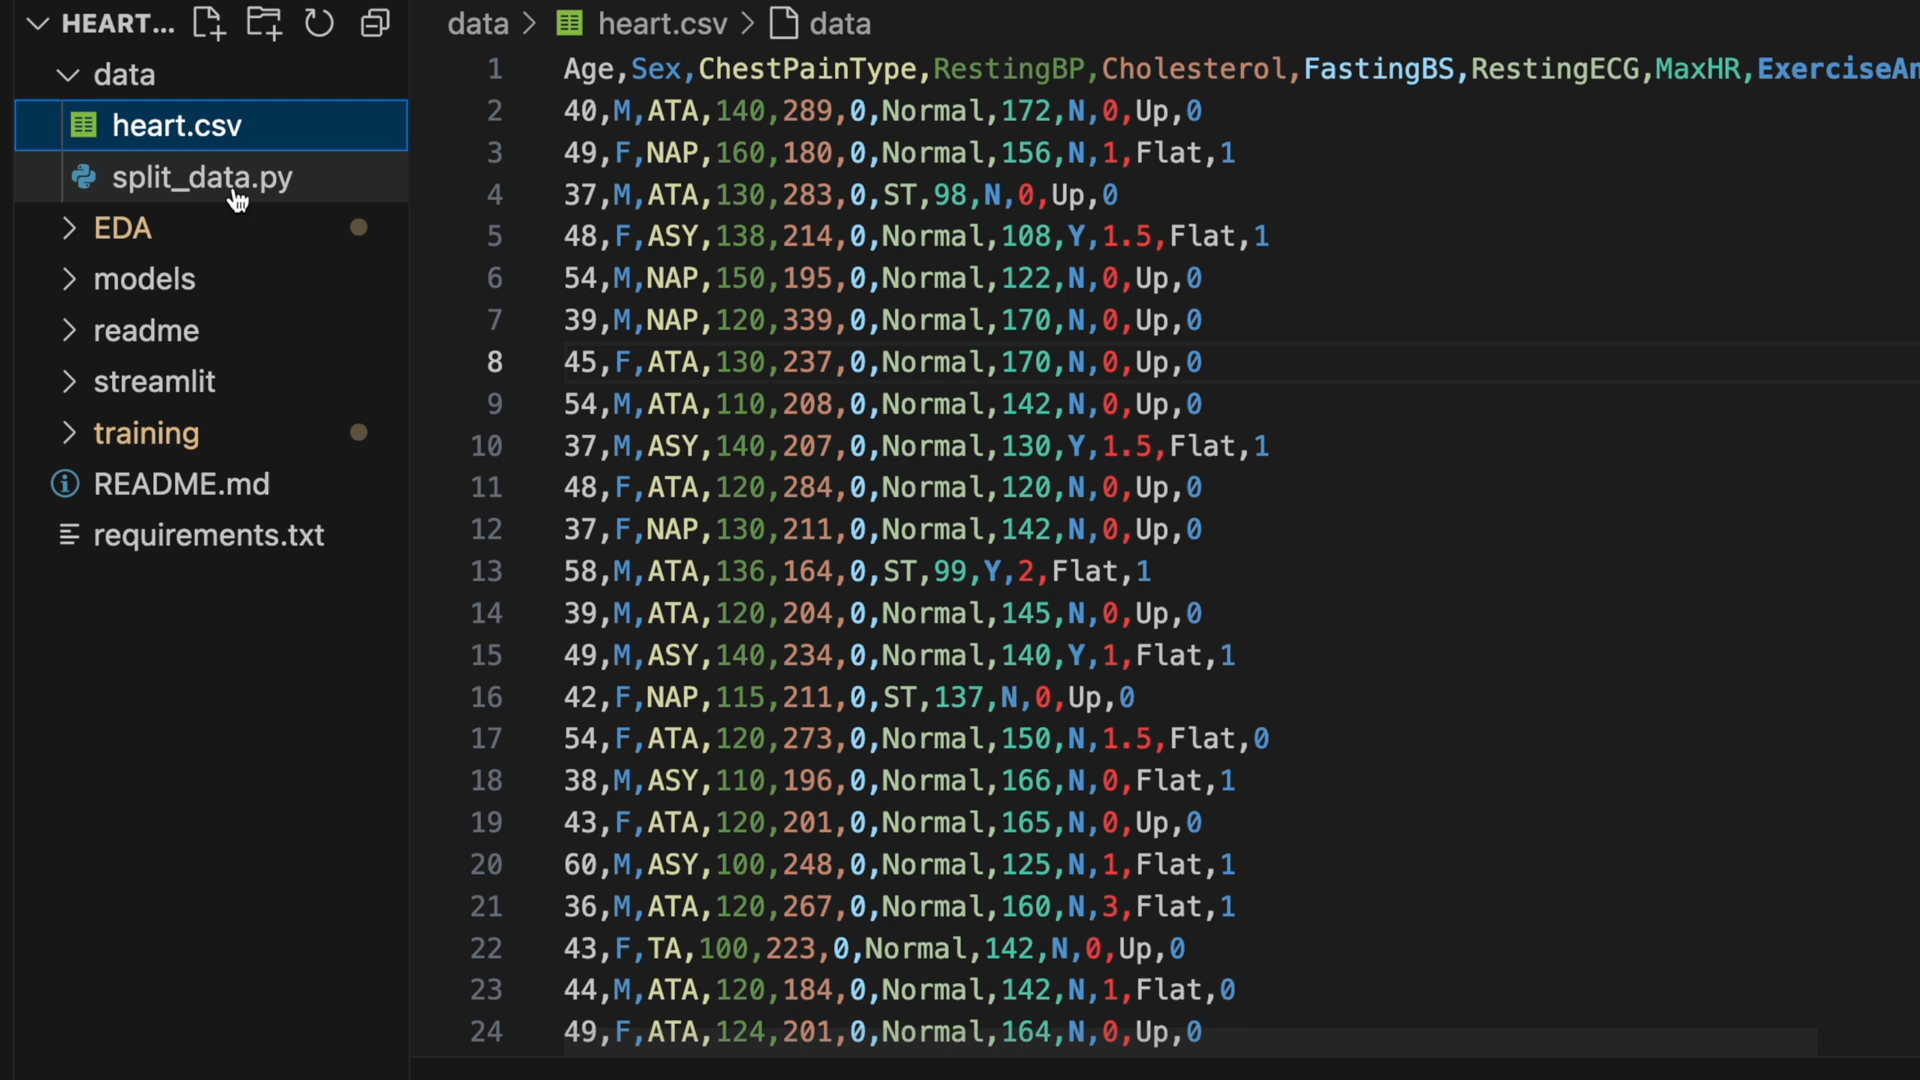 HEART...
data
heart.csv
split_data.py
EDA
models
readme
streamlit
training
README.md
requirements.txt
data > heart.csv > data
1 Age,Sex,ChestPainType,RestingBP,Cholesterol,FastingBS,RestingECG,MaxHR,ExerciseAn
2 40,M,ATA,140,289,0,Normal,172,N,0,Up,0
3 49,F,NAP,160,180,0,Normal,156,N,1,Flat,1
4 37,M,ATA,130,283,0,ST,98,N,0,Up,0
5 48,F,ASY,138,214,0,Normal,108,Y,1.5,Flat,1
6 54,M,NAP,150,195,0,Normal,122,N,0,Up,0
7 39,M,NAP,120,339,0,Normal,170,N,0,Up,0
8 45,F,ATA,130,237,0,Normal,170,N,0,Up,0
9 54,M,ATA,110,208,0,Normal,142,N,0,Up,0
10 37,M,ASY,140,207,0,Normal,130,Y,1.5,Flat,1
11 48,F,ATA,120,284,0,Normal,120,N,0,Up,0
12 37,F,NAP,130,211,0,Normal,142,N,0,Up,0
13 58,M,ATA,136,164,0,ST,99,Y,2,Flat,1
14 39,M,ATA,120,204,0,Normal,145,N,0,Up,0
15 49,M,ASY,140,234,0,Normal,140,Y,1,Flat,1
16 42,F,NAP,115,211,0,ST,137,N,0,Up,0
17 54,F,ATA,120,273,0,Normal,150,N,1.5,Flat,0
18 38,M,ASY,110,196,0,Normal,166,N,0,Flat,1
19 43,F,ATA,120,201,0,Normal,165,N,0,Up,0
20 60,M,ASY,100,248,0,Normal,125,N,1,Flat,1
21 36,M,ATA,120,267,0,Normal,160,N,3,Flat,1
22 43,F,TA,100,223,0,Normal,142,N,0,Up,0
23 44,M,ATA,120,184,0,Normal,142,N,1,Flat,0
24 49,F,ATA,124,201,0,Normal,164,N,0,Up,0